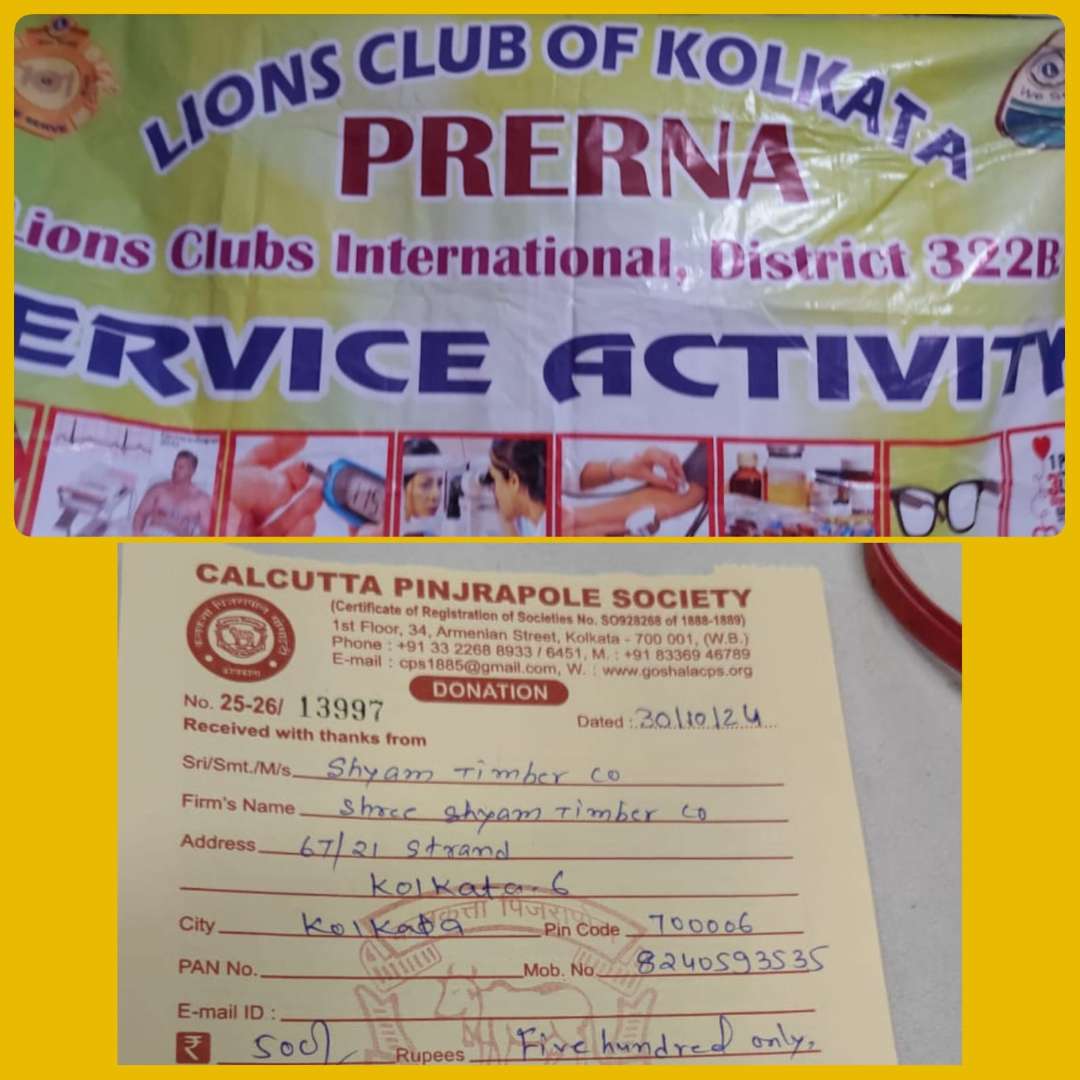 LIONS CLUB OF KOLKATA
PRERNA
Lions Clubs International, District 322B
ERVICE ACTIVITY
CALCUTTA PINJRAPOLE SOCIETY
(Certificate of Registration of Societies No. SO928268 of 1888-1889)
1st Floor, 34, Armenian Street, Kolkata - 700 001, (W.B.)
Phone : +91 33 2268 8933 / 6451, M. : +91 83369 46789
E-mail : cps1885@gmail.com, W. : www.goshalacps.org
DONATION
No. 25-26/ 13997
Dated : 30/10/24
Received with thanks from
Sri/Smt./M/s. Shyam Timber Co
Firm's Name Shree Shyam Timber Co
Address 67/21 Strand
Kolkata-6
City Kolkata Pin Code 700006
PAN No. Mob. No. 8240593535
E-mail ID :
₹ 500/ Rupees Five hundred only.